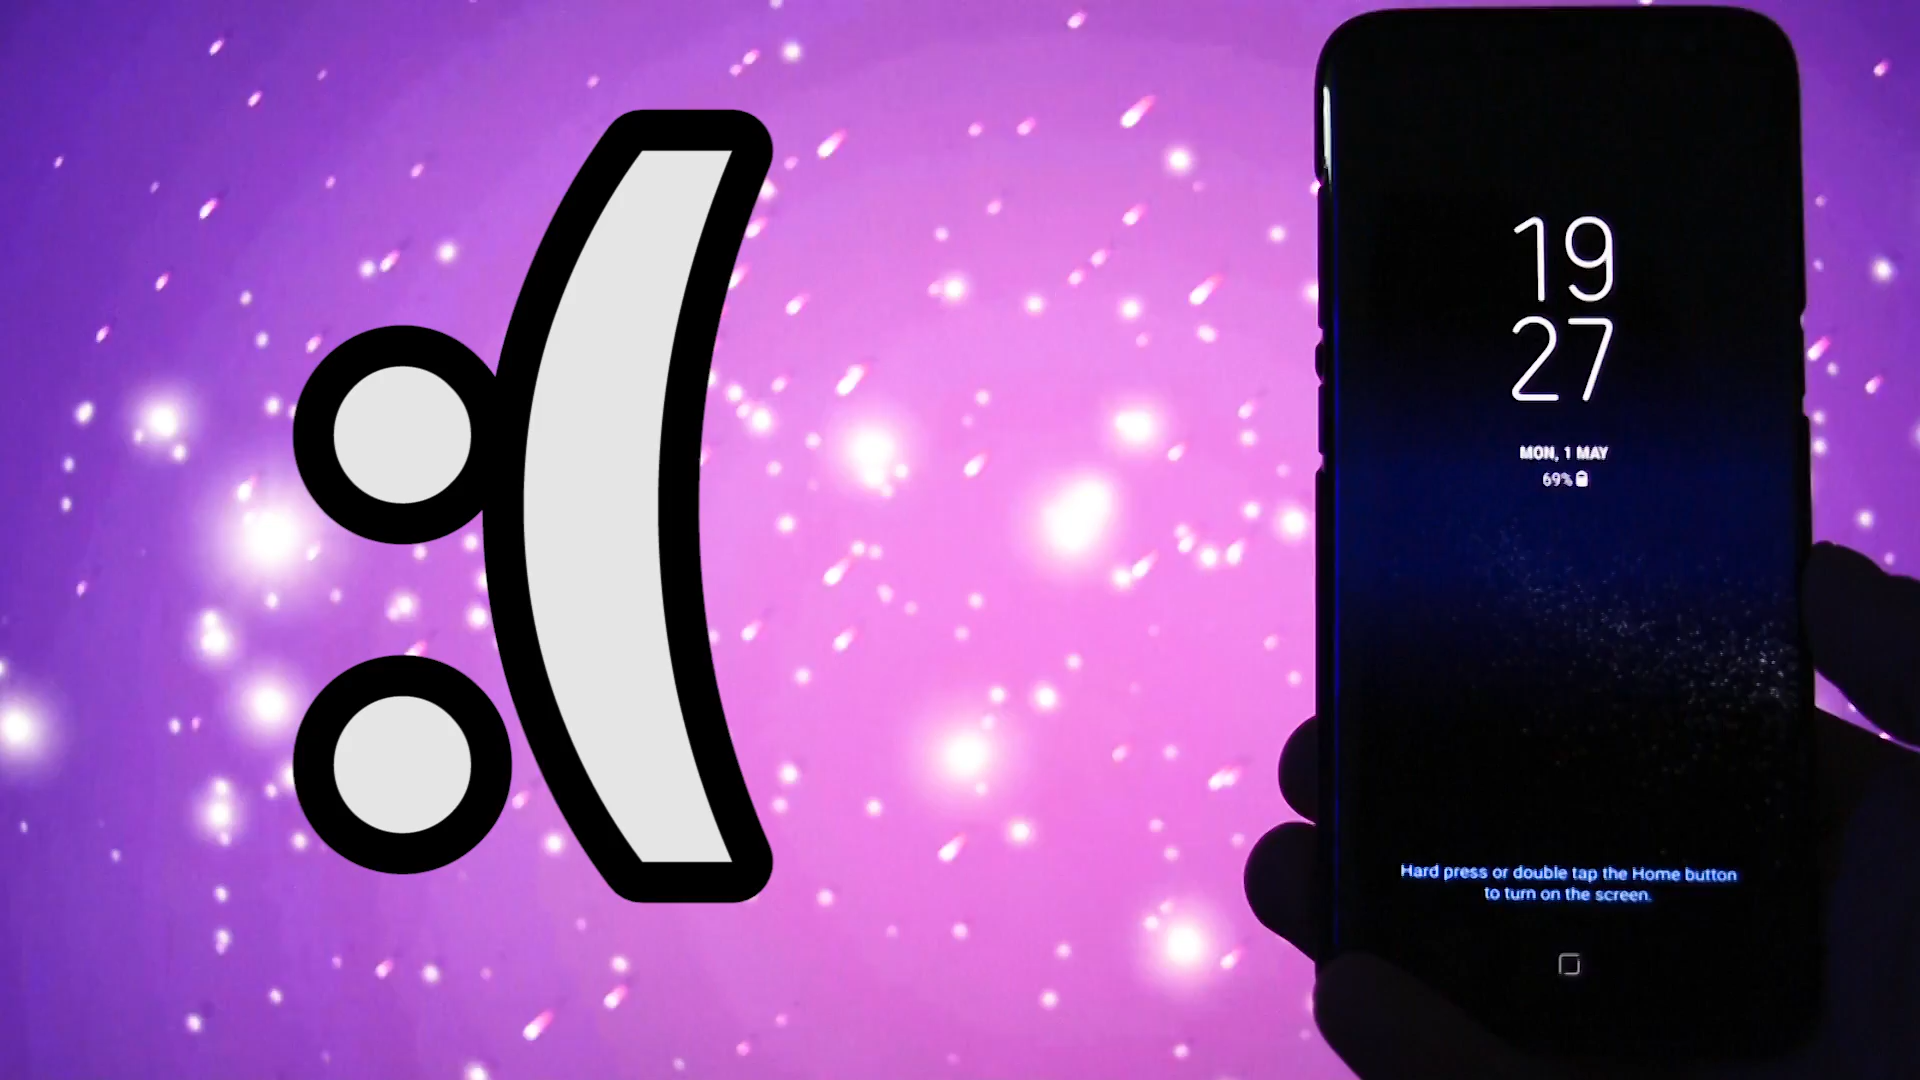 :(
19
27
MON, 1 MAY
69%
Hard press or double tap the Home button
to turn on the screen.